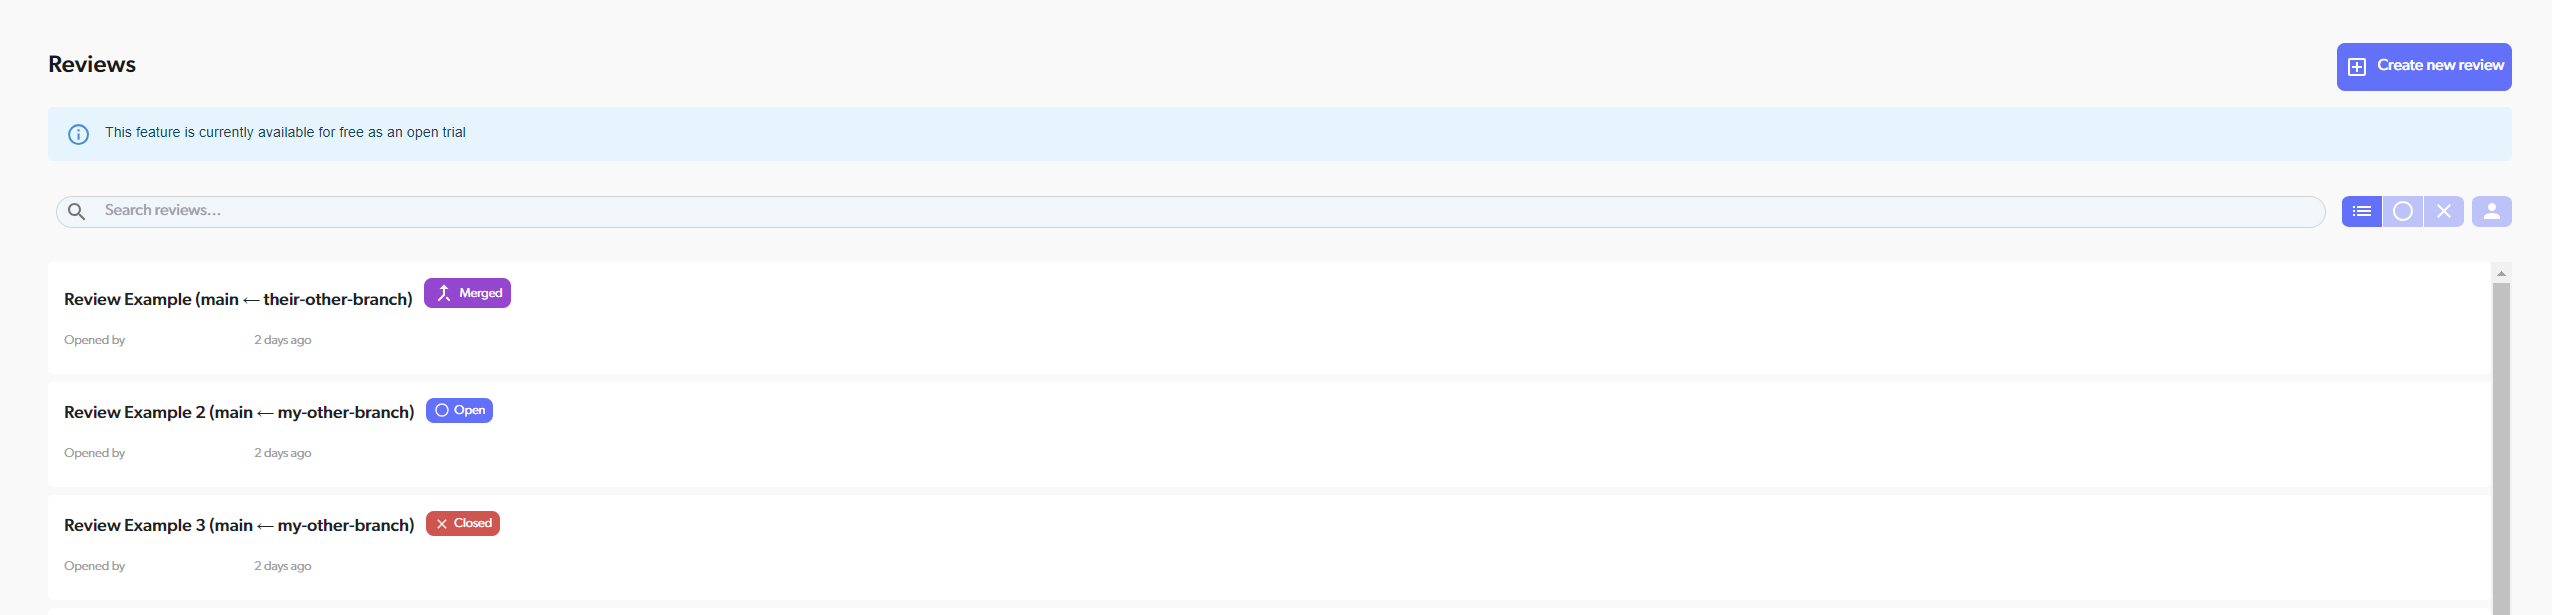 Reviews
Create new review
This feature is currently available for free as an open trial
Search reviews...
Review Example (main ← their-other-branch) Merged
Opened by 2 days ago
Review Example 2 (main ← my-other-branch) Open
Opened by 2 days ago
Review Example 3 (main ← my-other-branch) Closed
Opened by 2 days ago